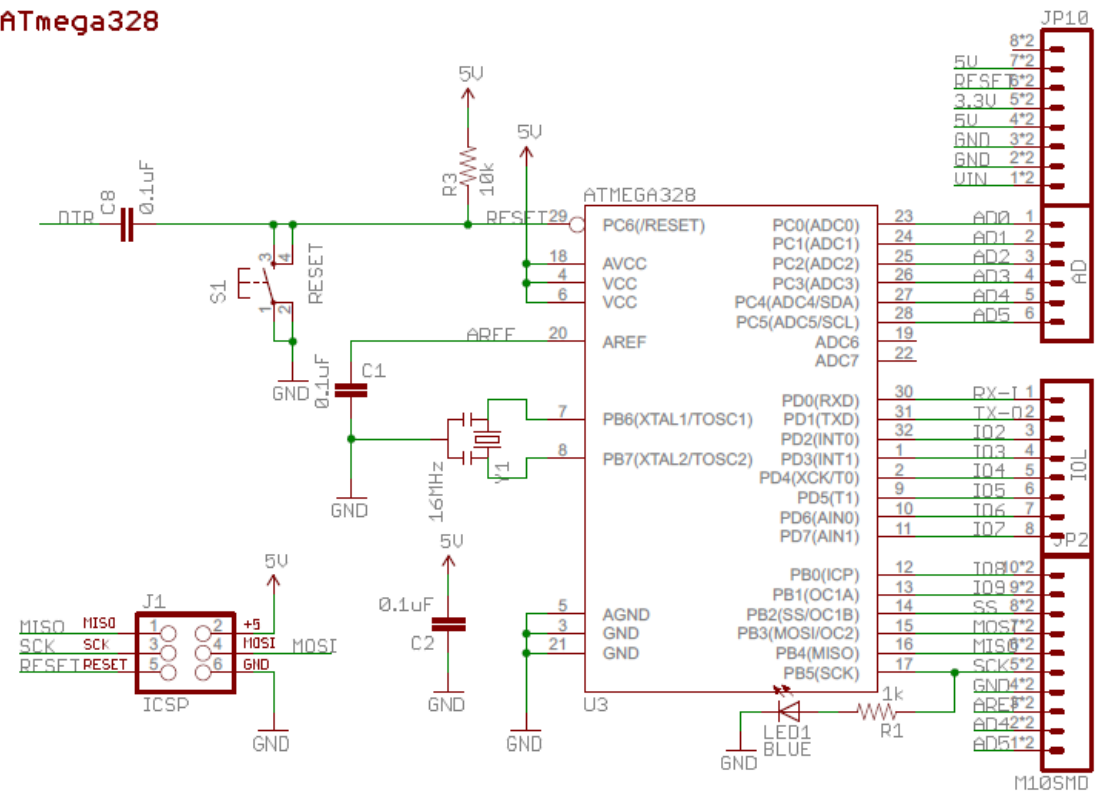 ATmega328
JP10
8*2
5V 7*2
RESET 6*2
3.3V 5*2
5V 4*2
GND 3*2
GND 2*2
VIN 1*2
5V
5V
R3
10k
C8
0.1uF
DTR
ATMEGA328
RESET 29 PC6(/RESET)
18 AVCC
4 VCC
6 VCC
AREF 20 AREF
7 PB6(XTAL1/TOSC1)
8 PB7(XTAL2/TOSC2)
5 AGND
3 GND
21 GND
PC0(ADC0) 23 AD0 1
PC1(ADC1) 24 AD1 2
PC2(ADC2) 25 AD2 3
PC3(ADC3) 26 AD3 4
PC4(ADC4/SDA) 27 AD4 5
PC5(ADC5/SCL) 28 AD5 6
ADC6 19
ADC7 22
AD
PD0(RXD) 30 RX-I 1
PD1(TXD) 31 TX-O 2
PD2(INT0) 32 IO2 3
PD3(INT1) 1 IO3 4
PD4(XCK/T0) 2 IO4 5
PD5(T1) 9 IO5 6
PD6(AIN0) 10 IO6 7
PD7(AIN1) 11 IO7 8
IOL
JP2
PB0(ICP) 12 IO8 10*2
PB1(OC1A) 13 IO9 9*2
PB2(SS/OC1B) 14 SS 8*2
PB3(MOSI/OC2) 15 MOSI 7*2
PB4(MISO) 16 MISO 6*2
PB5(SCK) 17 SCK 5*2
GND 4*2
AREF 3*2
AD4 2*2
AD5 1*2
M10SMD
U3
1k
R1
LED1
BLUE
GND
S1
3 4
1 2
RESET
GND
0.1uF
C1
GND
16MHz
Y1
5V
0.1uF
C2
GND
GND
5V
J1
MISO MISO 1 2 +5
SCK SCK 3 4 MOSI MOSI
RESET RESET 5 6 GND
ICSP
GND